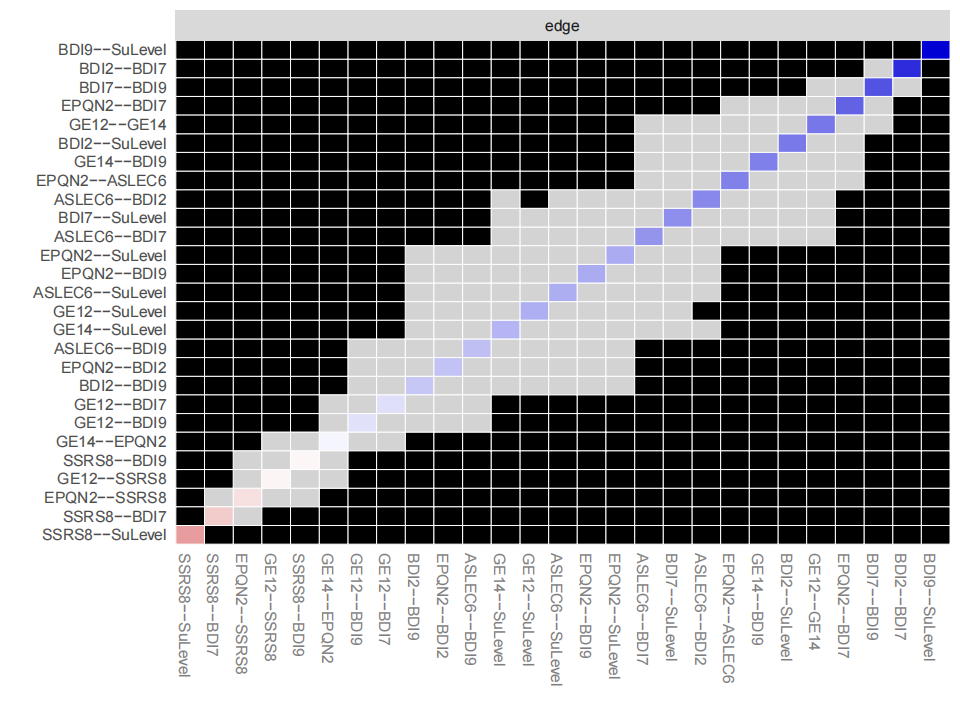 edge
BDI9−−SuLevel
BDI2−−BDI7
BDI7−−BDI9
EPQN2−−BDI7
GE12−−GE14
BDI2−−SuLevel
GE14−−BDI9
EPQN2−−ASLEC6
ASLEC6−−BDI2
BDI7−−SuLevel
ASLEC6−−BDI7
EPQN2−−SuLevel
EPQN2−−BDI9
ASLEC6−−SuLevel
GE12−−SuLevel
GE14−−SuLevel
ASLEC6−−BDI9
EPQN2−−BDI2
BDI2−−BDI9
GE12−−BDI7
GE12−−BDI9
GE14−−EPQN2
SSRS8−−BDI9
GE12−−SSRS8
EPQN2−−SSRS8
SSRS8−−BDI7
SSRS8−−SuLevel
SSRS8−−SuLevel
SSRS8−−BDI7
EPQN2−−SSRS8
GE12−−SSRS8
SSRS8−−BDI9
GE14−−EPQN2
GE12−−BDI9
GE12−−BDI7
BDI2−−BDI9
EPQN2−−BDI2
ASLEC6−−BDI9
GE14−−SuLevel
GE12−−SuLevel
ASLEC6−−SuLevel
EPQN2−−BDI9
EPQN2−−SuLevel
ASLEC6−−BDI7
BDI7−−SuLevel
ASLEC6−−BDI2
EPQN2−−ASLEC6
GE14−−BDI9
BDI2−−SuLevel
GE12−−GE14
EPQN2−−BDI7
BDI7−−BDI9
BDI2−−BDI7
BDI9−−SuLevel